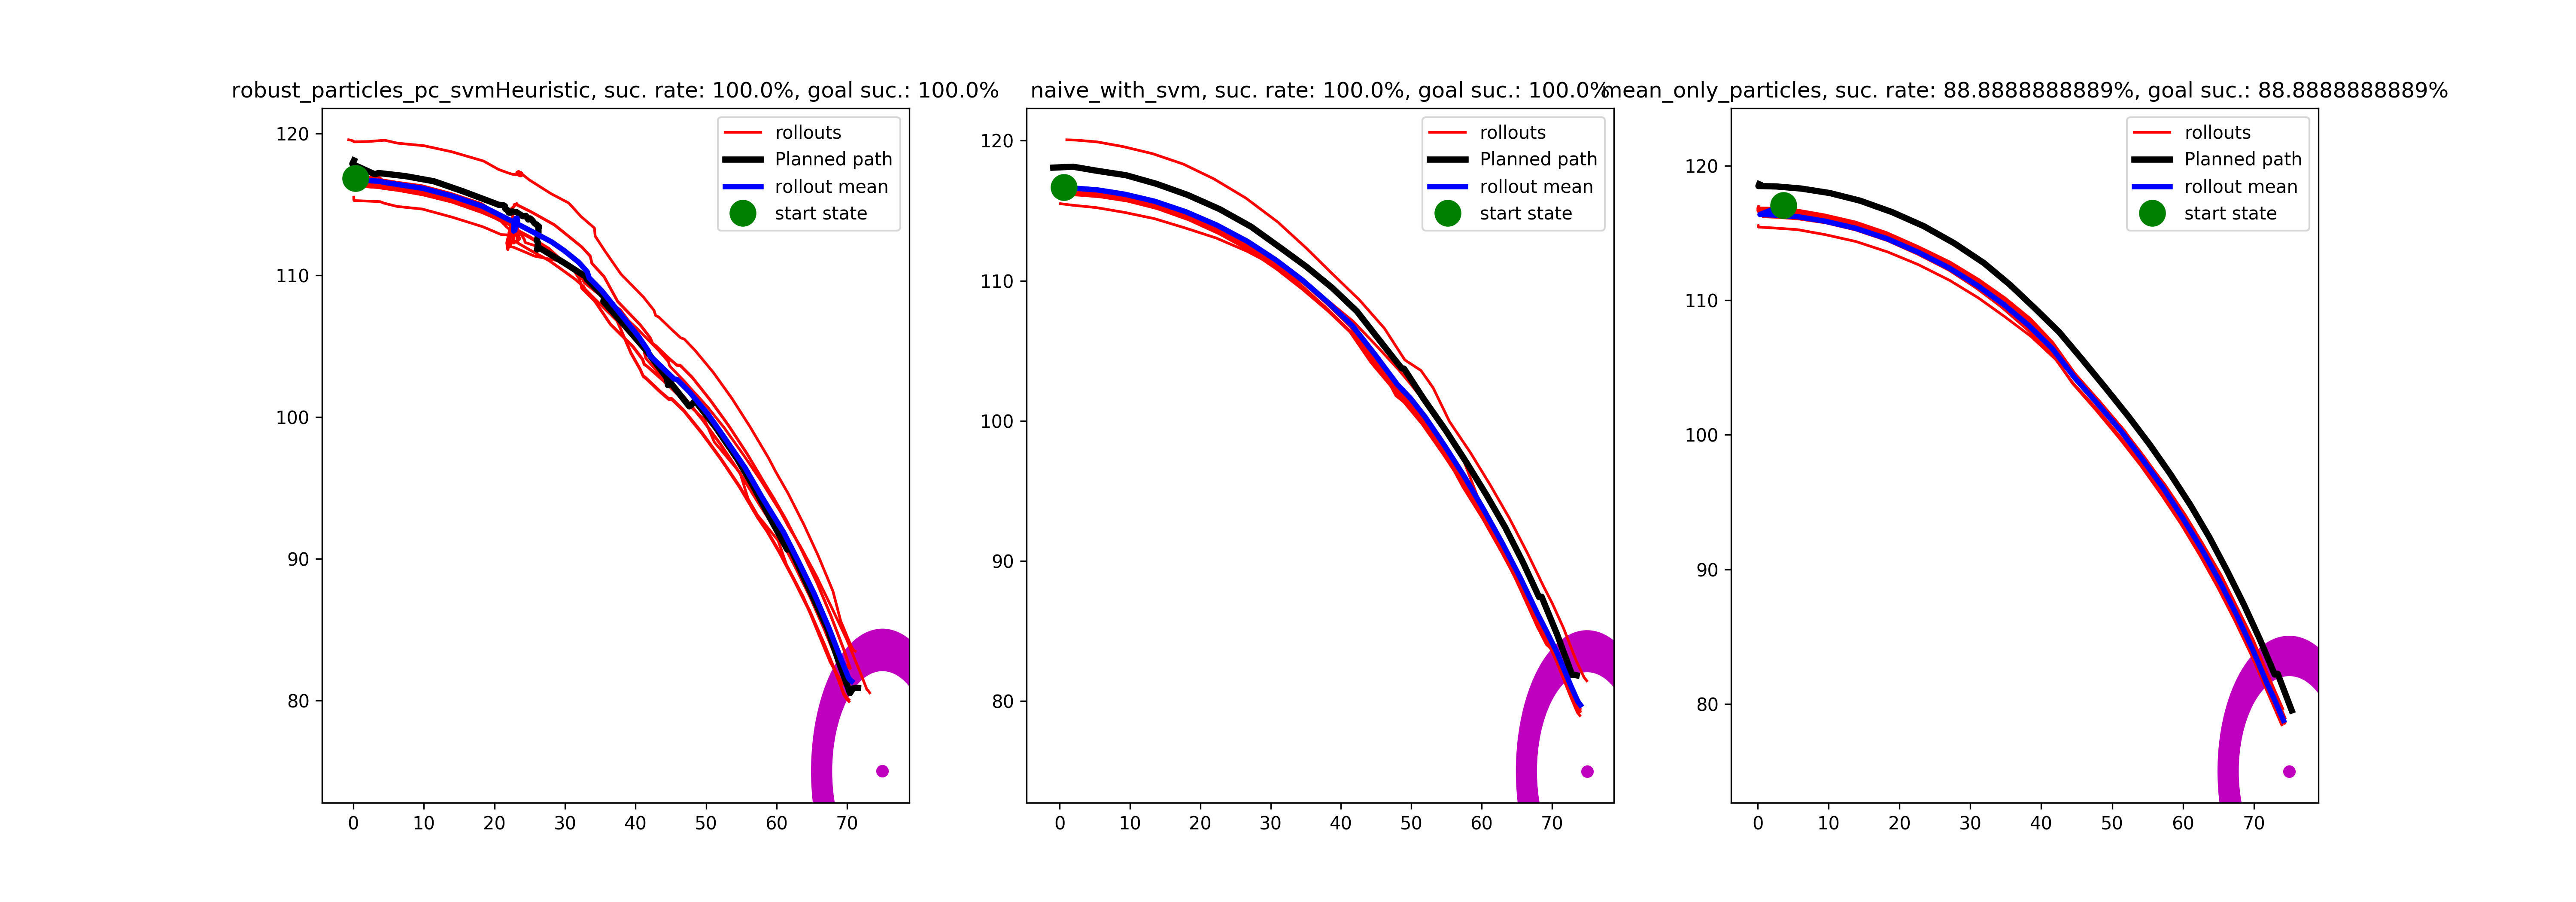 robust_particles_pc_svmHeuristic, suc. rate: 100.0%, goal suc.: 100.0%
120
110
100
90
80
0 10 20 30 40 50 60 70
rollouts
Planned path
rollout mean
start state
naive_with_svm, suc. rate: 100.0%, goal suc.: 100.0%
120
110
100
90
80
0 10 20 30 40 50 60 70
rollouts
Planned path
rollout mean
start state
mean_only_particles, suc. rate: 88.8888888889%, goal suc.: 88.8888888889%
120
110
100
90
80
0 10 20 30 40 50 60 70
rollouts
Planned path
rollout mean
start state